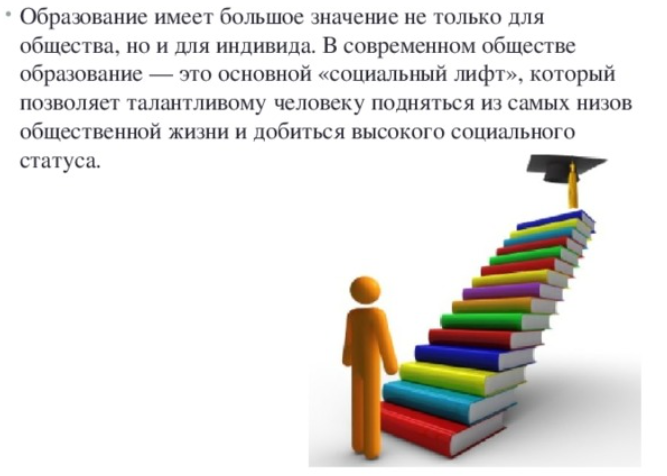 • Образование имеет большое значение не только для
общества, но и для индивида. В современном обществе
образование — это основной «социальный лифт», который
позволяет талантливому человеку подняться из самых низов
общественной жизни и добиться высокого социального
статуса.